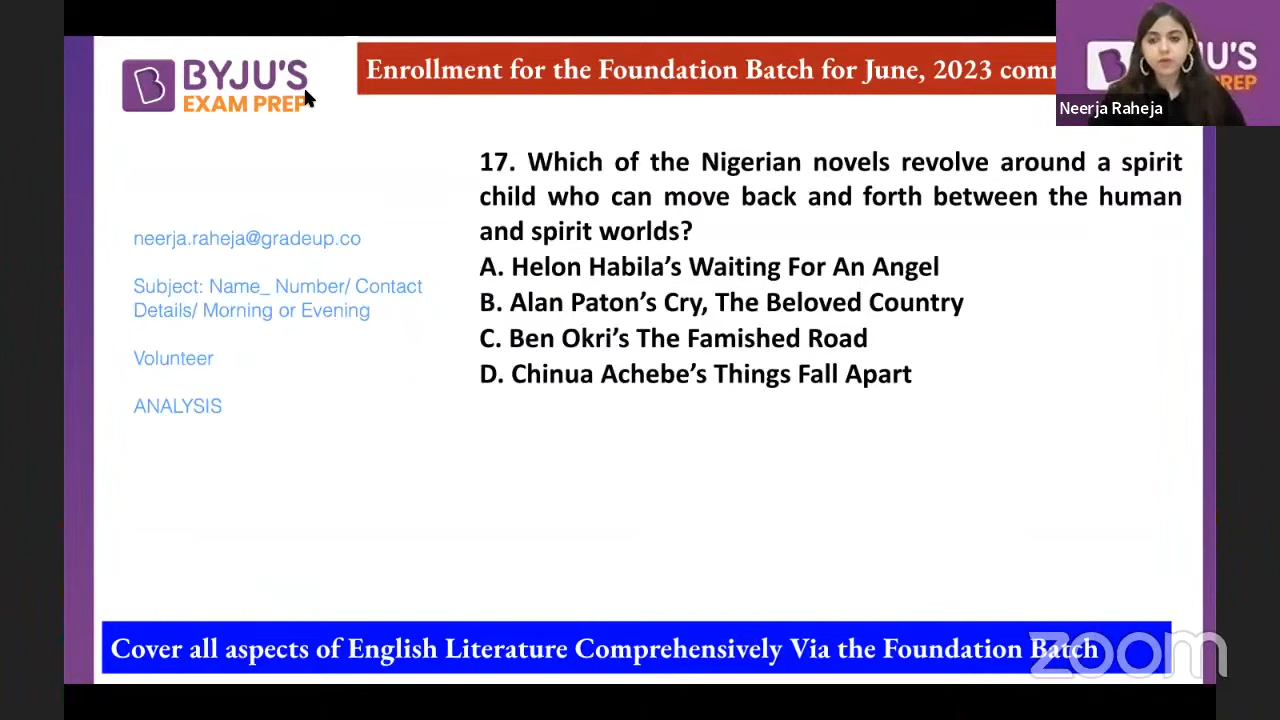 BYJU'S
EXAM PREP
Enrollment for the Foundation Batch for June, 2023
YJU'S
EP
Neerja Raheja
17. Which of the Nigerian novels revolve around a spirit
child who can move back and forth between the human
and spirit worlds?
A. Helon Habila's Waiting For An Angel
B. Alan Paton's Cry, The Beloved Country
C. Ben Okri's The Famished Road
D. Chinua Achebe's Things Fall Apart
neerja.raheja@gradeup.co
Subject: Name_ Number/ Contact
Details/ Morning or Evening
Volunteer
ANALYSIS
Cover all aspects of English Literature Comprehensively Via the Foundation Batch
zoom